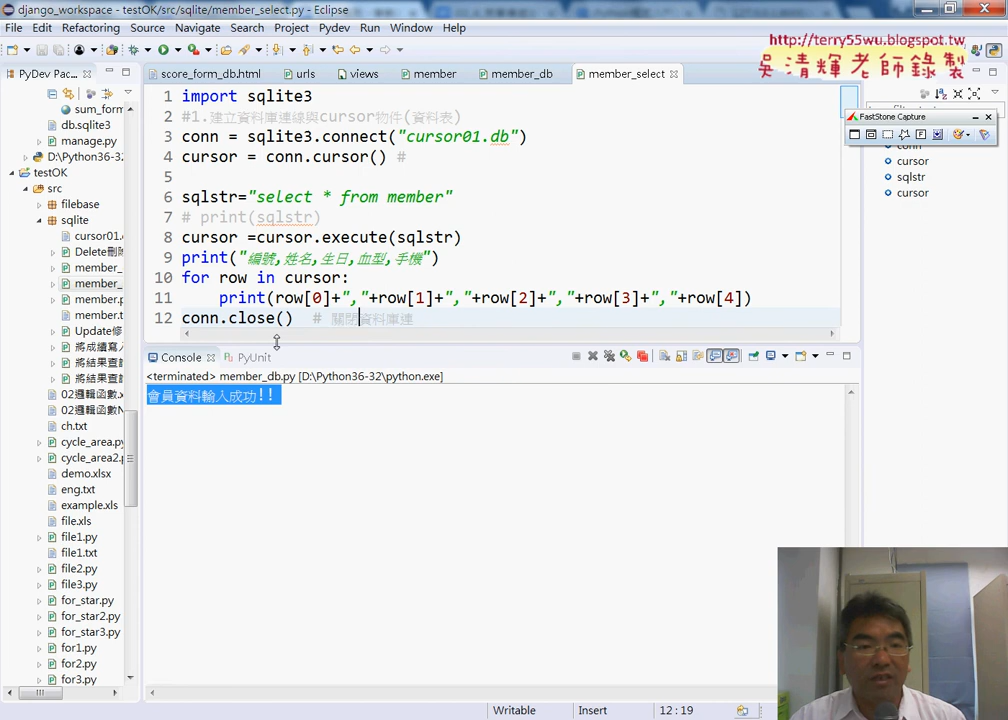 django_workspace - testOK/src/sqlite/member_select.py - Eclipse
File Edit Refactoring Source Navigate Search Project Pydev Run Window Help
http://terry55wu.blogspot.tw
吳清輝老師錄製
PyDev Pac
score_form_db.html
urls
views
member
member_db
member_select
FastStone Capture
sum_form
db.sqlite3
manage.py
D:\Python36-32
testOK
src
filebase
sqlite
cursor01.
Delete刪除
member_
member_
member.p
member.t
Update修
將成績寫入
將結果查詢
將結果查詢
02邏輯函數.x
02邏輯函數N
ch.txt
cycle_area.py
cycle_area2.p
demo.xlsx
eng.txt
example.xls
file.xls
file1.py
file1.txt
file2.py
file3.py
for_star.py
for_star2.py
for_star3.py
for1.py
for2.py
for3.py
1 import sqlite3
2 #1.建立資料庫連線與cursor物件(資料表)
3 conn = sqlite3.connect("cursor01.db")
4 cursor = conn.cursor() #
5
6 sqlstr="select * from member"
7 # print(sqlstr)
8 cursor =cursor.execute(sqlstr)
9 print("編號,姓名,生日,血型,手機")
10 for row in cursor:
11 print(row[0]+","+row[1]+","+row[2]+","+row[3]+","+row[4])
12 conn.close() # 關閉資料庫連
conn
cursor
sqlstr
cursor
Console
PyUnit
<terminated> member_db.py [D:\Python36-32\python.exe]
會員資料輸入成功!!
Writable Insert 12:19